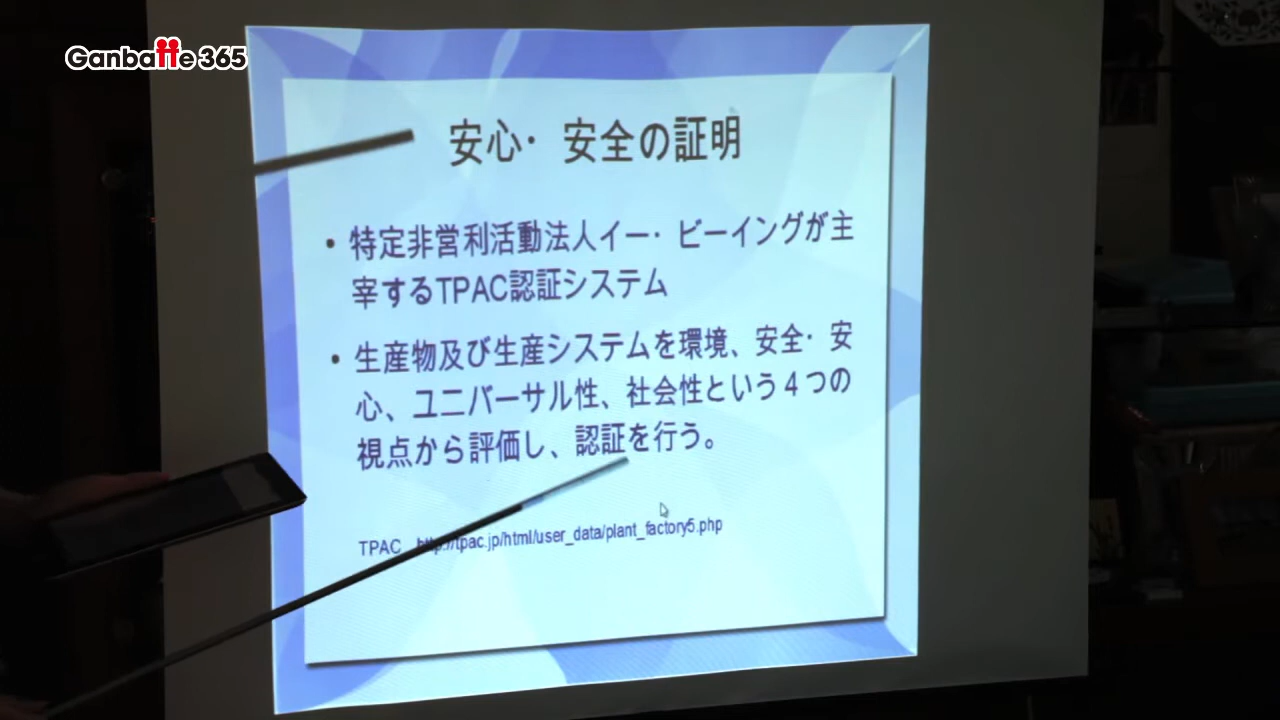 Ganbatte 365
安心・安全の証明
• 特定非営利活動法人イー・ビーイングが主
宰するTPAC認証システム
• 生産物及び生産システムを環境、安全・安
心、ユニバーサル性、社会性という４つの
視点から評価し、認証を行う。
TPAC http://tpac.jp/html/user_data/plant_factory5.php